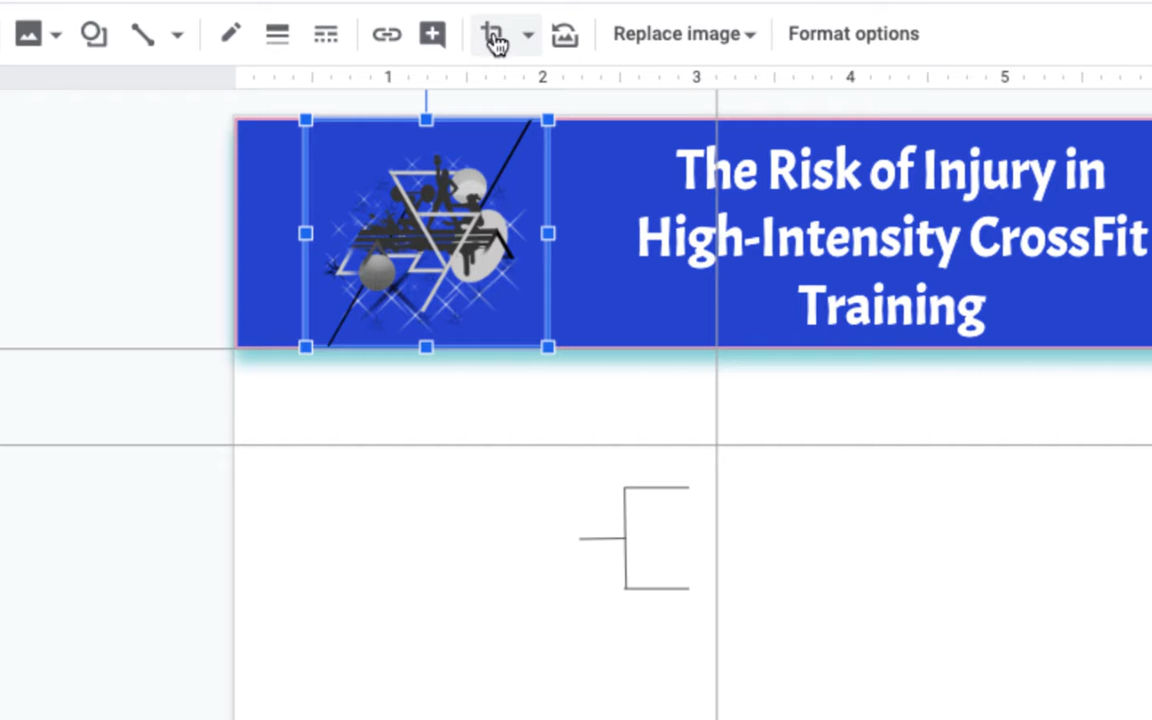 Replace image Format options
1 2 3 4 5
The Risk of Injury in
High-Intensity CrossFit
Training